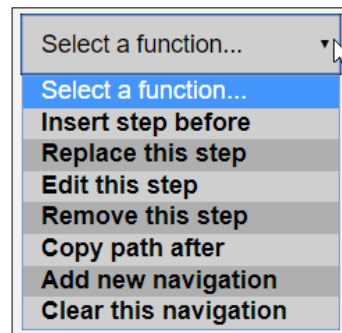 Select a function...
Select a function...
Insert step before
Replace this step
Edit this step
Remove this step
Copy path after
Add new navigation
Clear this navigation